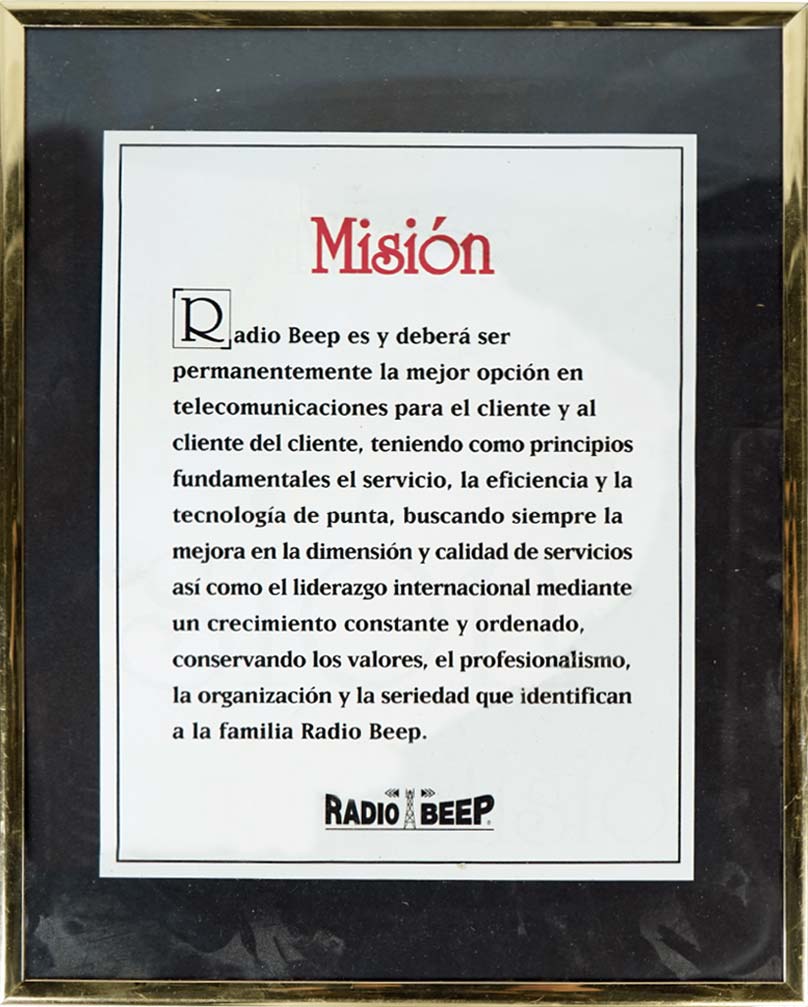 Misión
Radio Beep es y deberá ser
permanentemente la mejor opción en
telecomunicaciones para el cliente y al
cliente del cliente, teniendo como principios
fundamentales el servicio, la eficiencia y la
tecnología de punta, buscando siempre la
mejora en la dimensión y calidad de servicios
así como el liderazgo internacional mediante
un crecimiento constante y ordenado,
conservando los valores, el profesionalismo,
la organización y la seriedad que identifican
a la familia Radio Beep.
RADIO BEEP